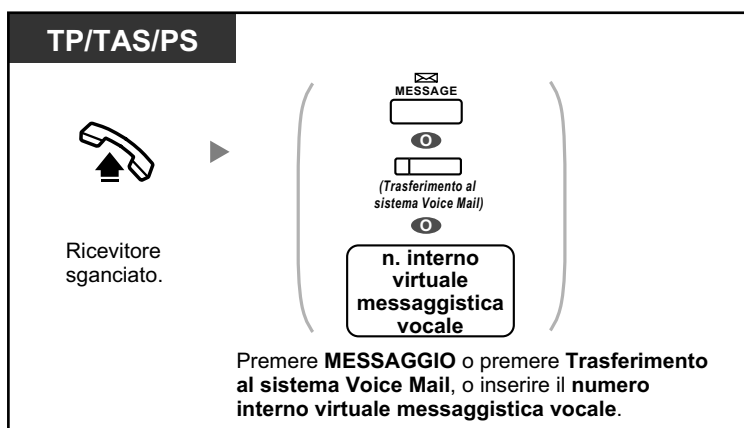 TP/TAS/PS
MESSAGE
O
(Trasferimento al
sistema Voice Mail)
O
n. interno
virtuale
messaggistica
vocale
Ricevitore
sganciato.
Premere MESSAGGIO o premere Trasferimento
al sistema Voice Mail, o inserire il numero
interno virtuale messaggistica vocale.